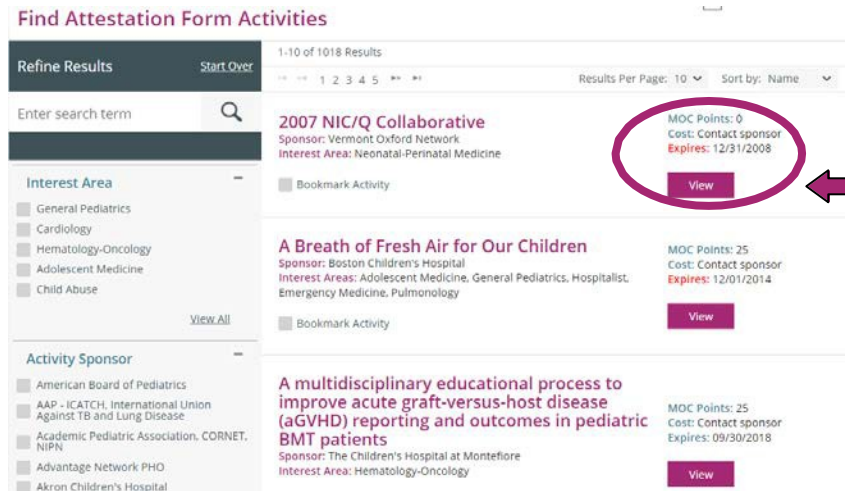 Find Attestation Form Activities
Refine Results
Start Over
Enter search term
Interest Area
General Pediatrics
Cardiology
Hematology-Oncology
Adolescent Medicine
Child Abuse
View All
Activity Sponsor
American Board of Pediatrics
AAP - ICATCH, International Union
Against TB and Lung Disease
Academic Pediatric Association, CORNET,
NIPN
Advantage Network PHO
Akron Children's Hospital
1-10 of 1018 Results
1 2 3 4 5
Results Per Page: 10
Sort by: Name
2007 NIC/Q Collaborative
Sponsor: Vermont Oxford Network
Interest Area: Neonatal-Perinatal Medicine
Bookmark Activity
MOC Points: 0
Cost: Contact sponsor
Expires: 12/31/2008
View
A Breath of Fresh Air for Our Children
Sponsor: Boston Children's Hospital
Interest Areas: Adolescent Medicine, General Pediatrics, Hospitalist,
Emergency Medicine, Pulmonology
Bookmark Activity
MOC Points: 25
Cost: Contact sponsor
Expires: 12/01/2014
View
A multidisciplinary educational process to
improve acute graft-versus-host disease
(aGVHD) reporting and outcomes in pediatric
BMT patients
Sponsor: The Children's Hospital at Montefiore
Interest Area: Hematology-Oncology
MOC Points: 25
Cost: Contact sponsor
Expires: 09/30/2018
View